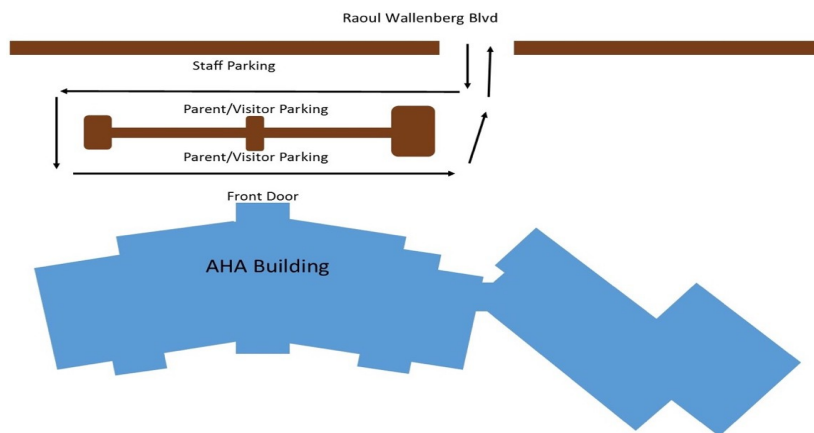 Raoul Wallenberg Blvd
Staff Parking
Parent/Visitor Parking
Parent/Visitor Parking
Front Door
AHA Building